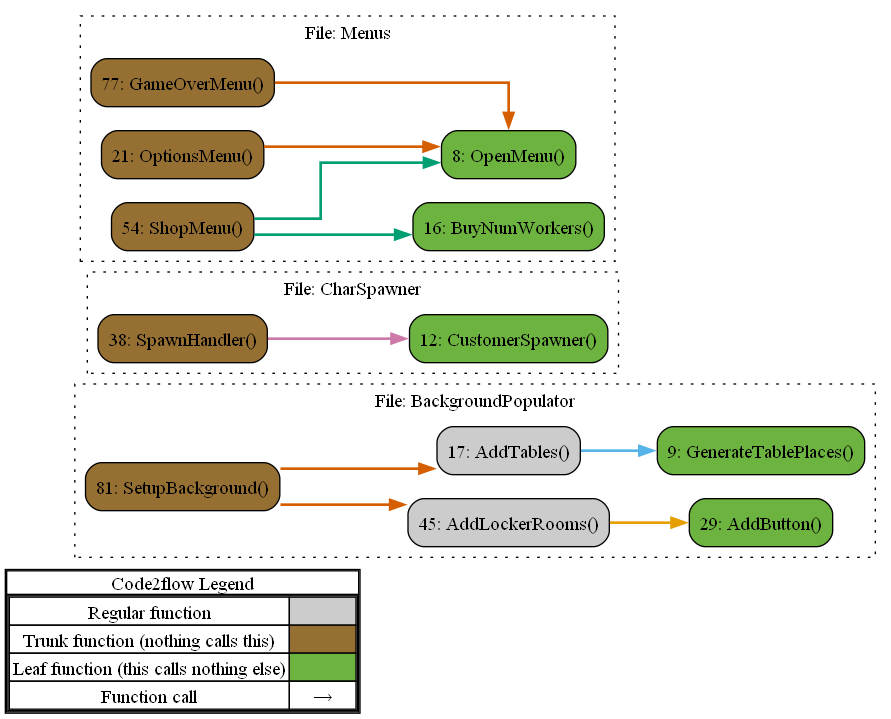 File: Menus
77: GameOverMenu()
21: OptionsMenu()
8: OpenMenu()
54: ShopMenu()
16: BuyNumWorkers()
File: CharSpawner
38: SpawnHandler()
12: CustomerSpawner()
File: BackgroundPopulator
17: AddTables()
9: GenerateTablePlaces()
81: SetupBackground()
45: AddLockerRooms()
29: AddButton()
Code2flow Legend
Regular function
Trunk function (nothing calls this)
Leaf function (this calls nothing else)
Function call →